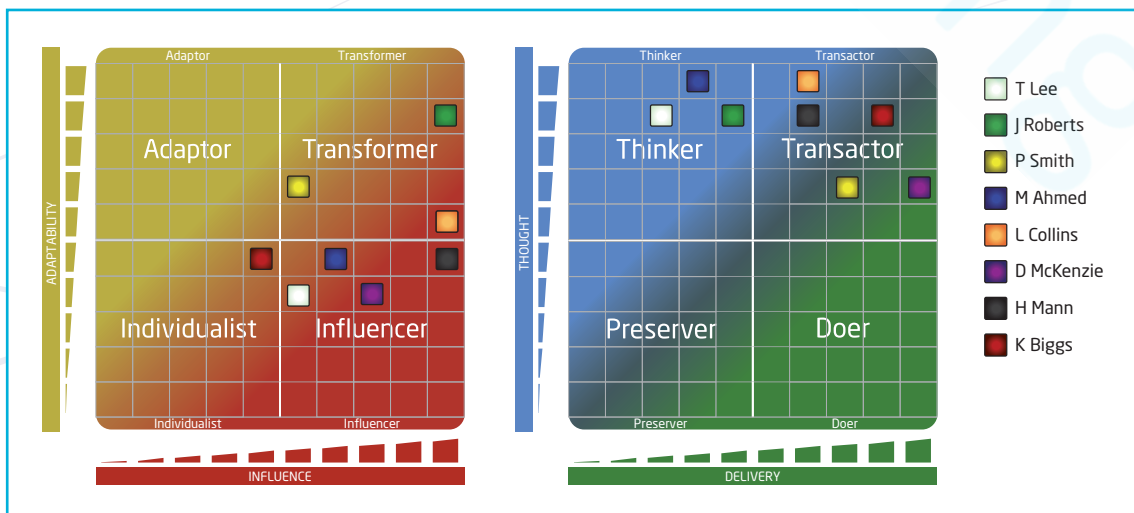 Adaptor
Transformer
ADAPTABILITY
Adaptor
Transformer
Individualist
Influencer
Individualist
Influencer
INFLUENCE
Thinker
Transactor
THOUGHT
Thinker
Transactor
Preserver
Doer
Preserver
Doer
DELIVERY
T Lee
J Roberts
P Smith
M Ahmed
L Collins
D McKenzie
H Mann
K Biggs